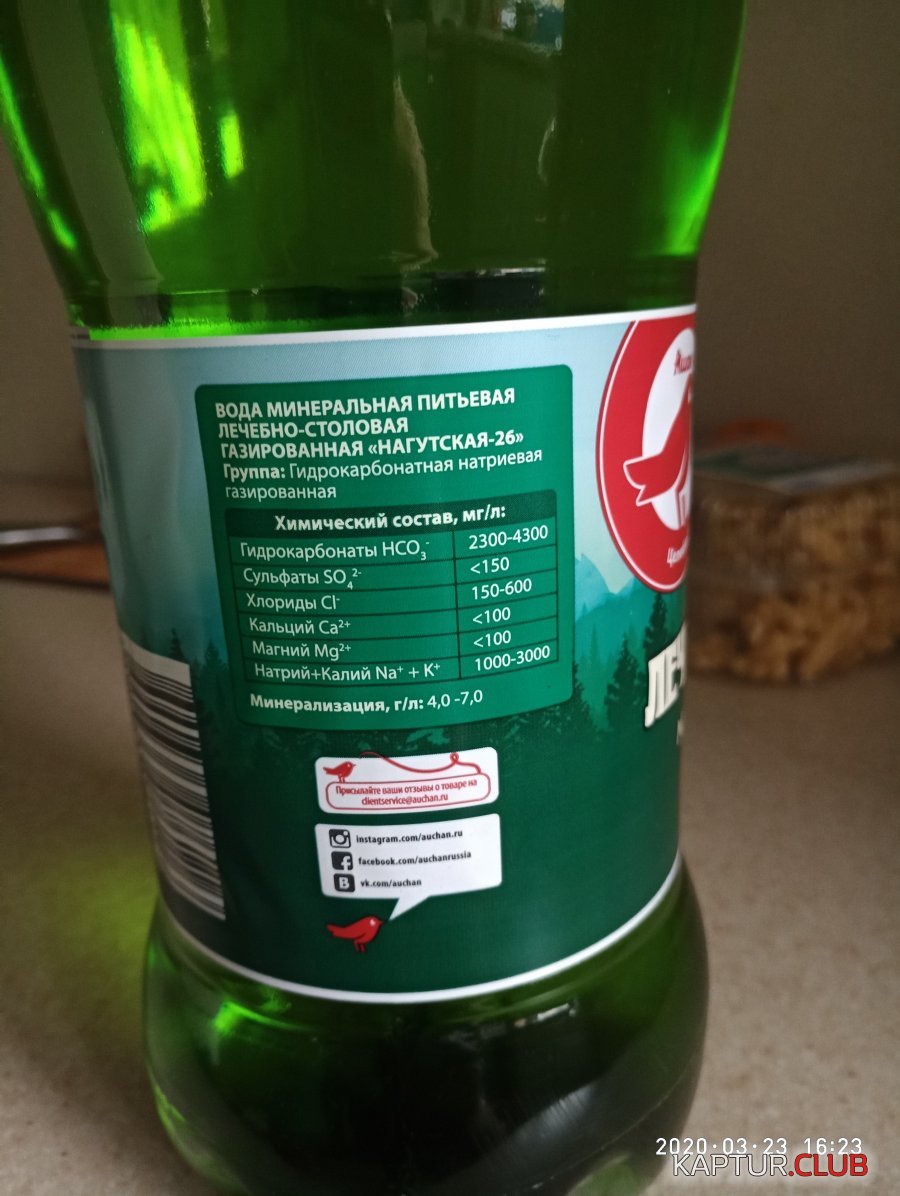 ВОДА МИНЕРАЛЬНАЯ ПИТЬЕВАЯ
ЛЕЧЕБНО-СТОЛОВАЯ
ГАЗИРОВАННАЯ «НАГУТСКАЯ-26»
Группа: Гидрокарбонатная натриевая
газированная
Химический состав, мг/л:
Гидрокарбонаты HCO₃⁻ 2300-4300
Сульфаты SO₄²⁻ <150
Хлориды Cl⁻ 150-600
Кальций Ca²⁺ <100
Магний Mg²⁺ <100
Натрий+Калий Na⁺ + K⁺ 1000-3000
Минерализация, г/л: 4,0 -7,0
Присылайте ваши отзывы о товаре на
clientservice@auchan.ru
instagram.com/auchan.ru
facebook.com/auchanrussia
vk.com/auchan
2020·03·23 16:23
KAPTUR.CLUB